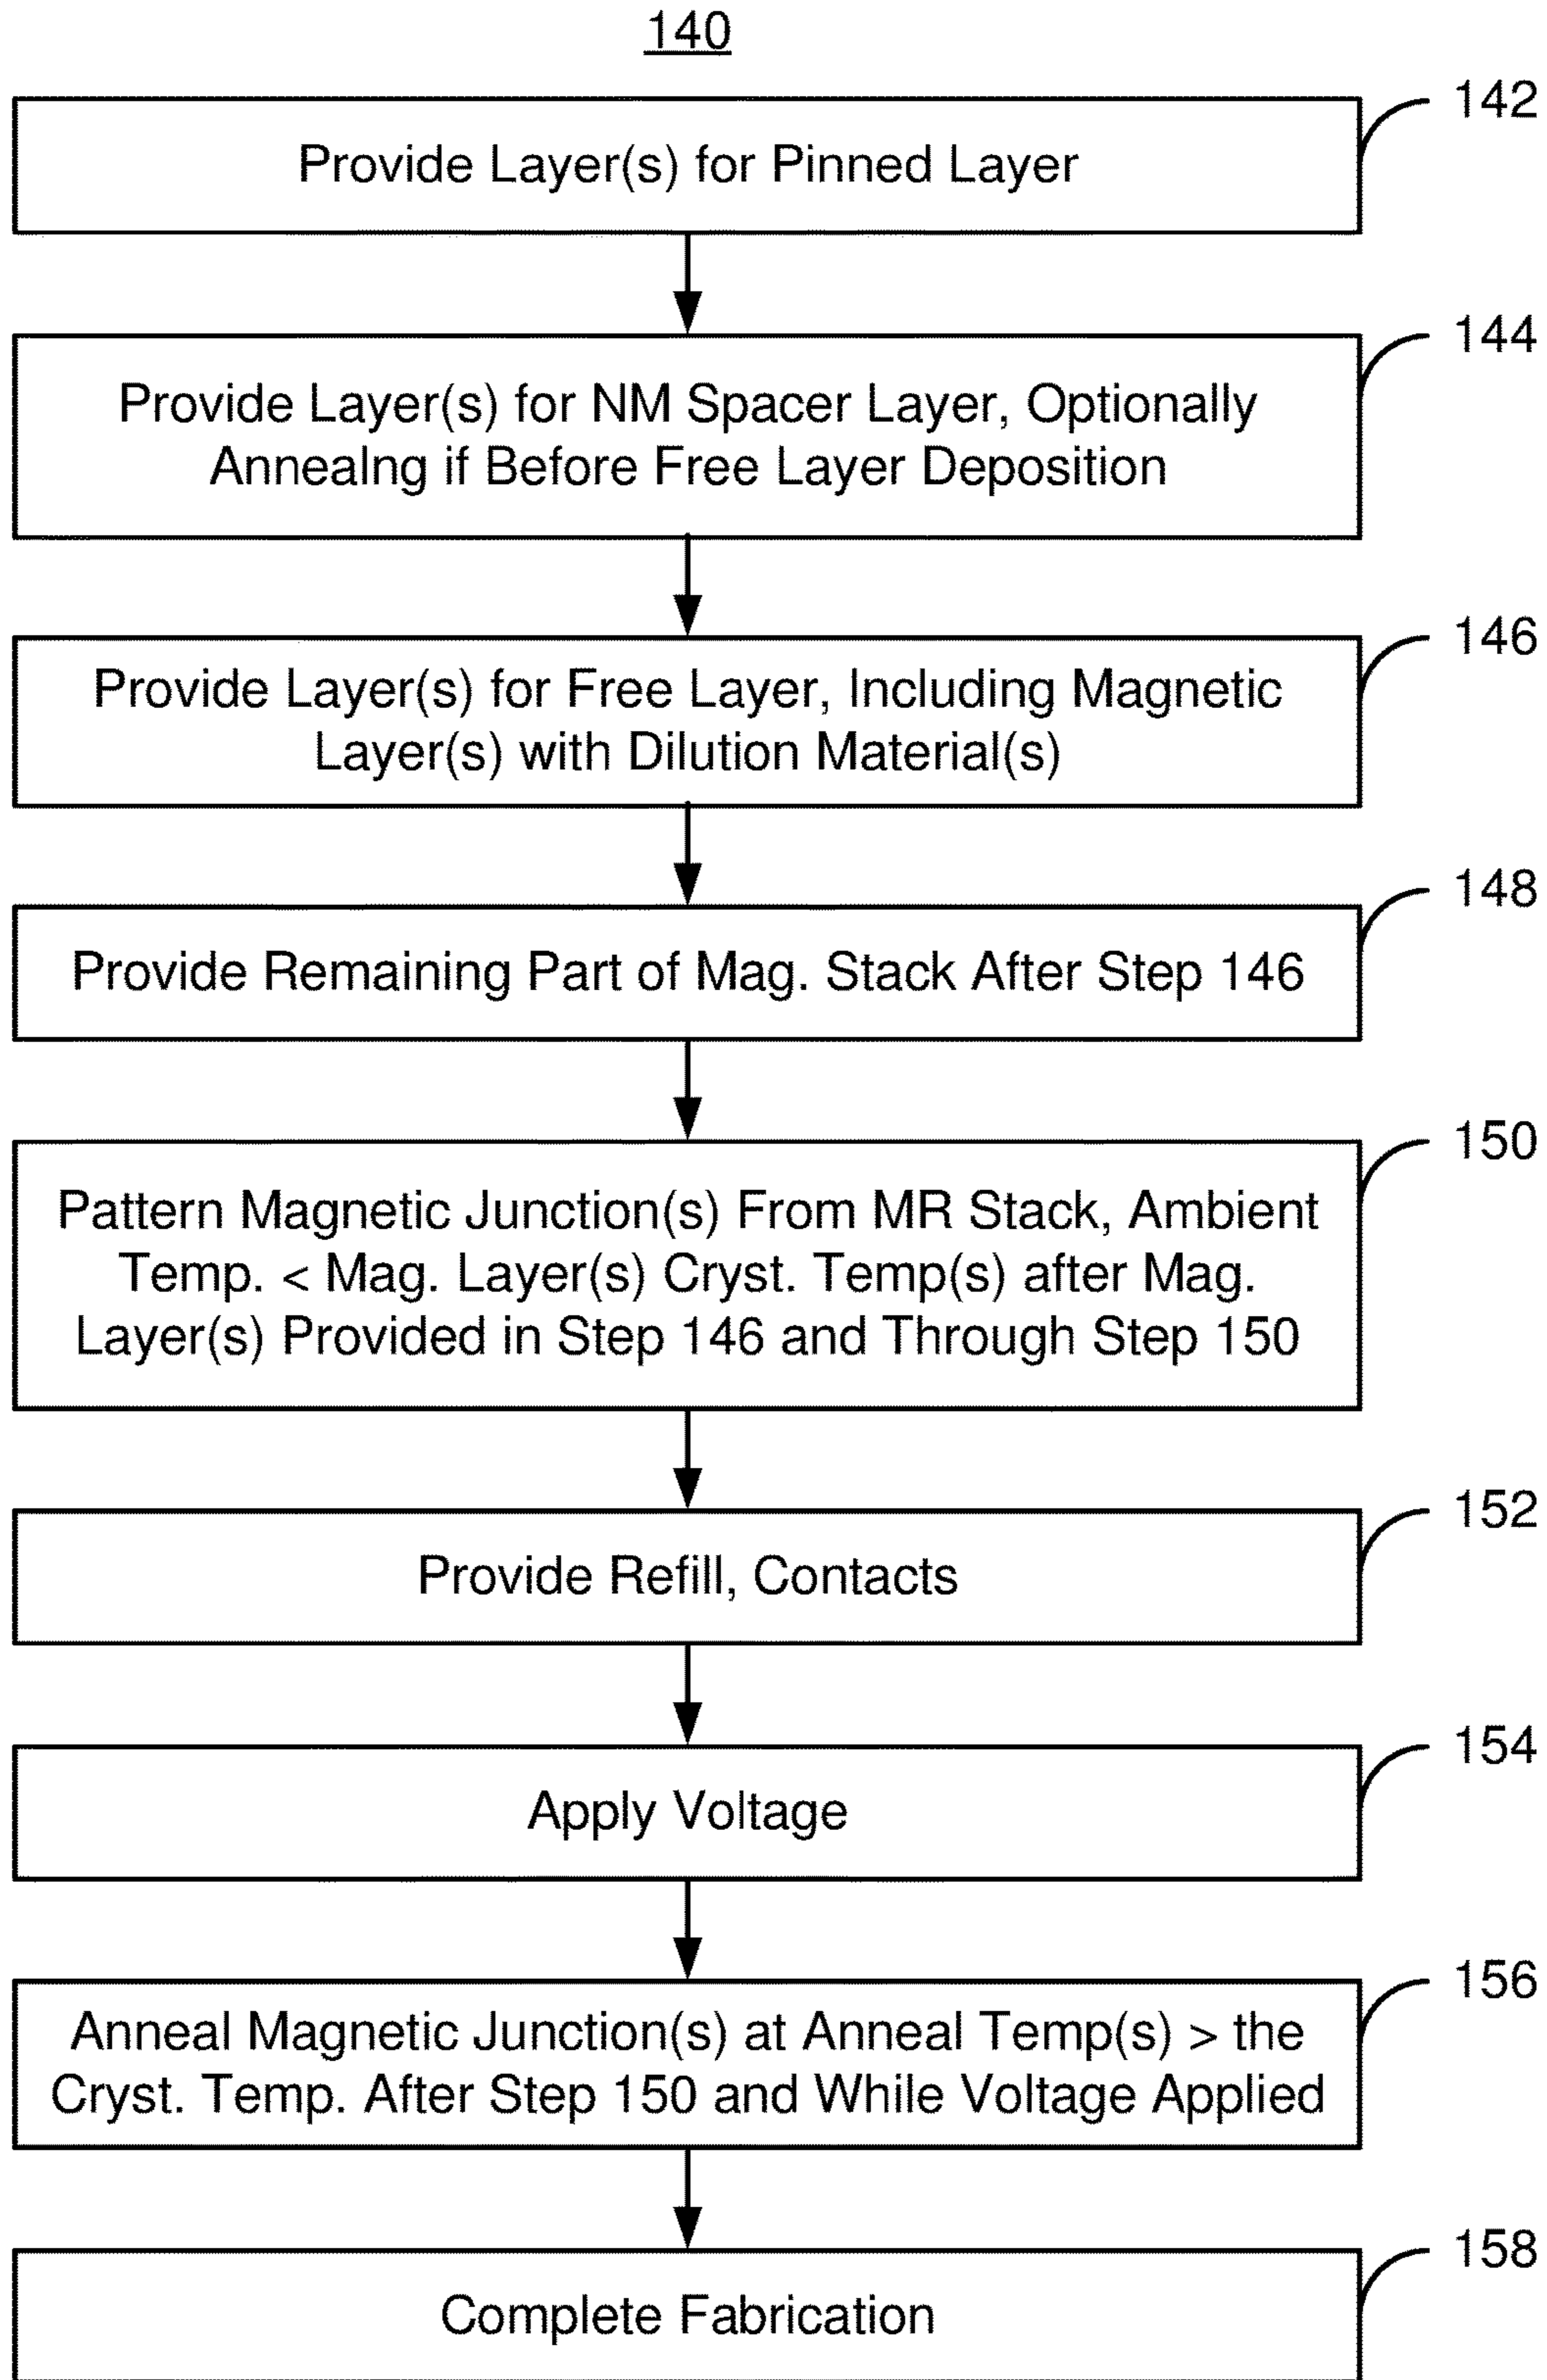 140
142
Provide Layer(s) for Pinned Layer
144
Provide Layer(s) for NM Spacer Layer, Optionally
Annealng if Before Free Layer Deposition
146
Provide Layer(s) for Free Layer, Including Magnetic
Layer(s) with Dilution Material(s)
148
Provide Remaining Part of Mag. Stack After Step 146
150
Pattern Magnetic Junction(s) From MR Stack, Ambient
Temp. < Mag. Layer(s) Cryst. Temp(s) after Mag.
Layer(s) Provided in Step 146 and Through Step 150
152
Provide Refill, Contacts
154
Apply Voltage
156
Anneal Magnetic Junction(s) at Anneal Temp(s) > the
Cryst. Temp. After Step 150 and While Voltage Applied
158
Complete Fabrication